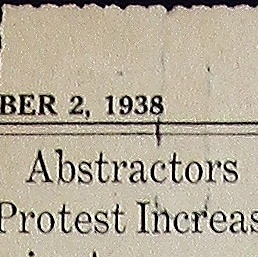 BER 2, 1938
Abstractors
Protest Increas